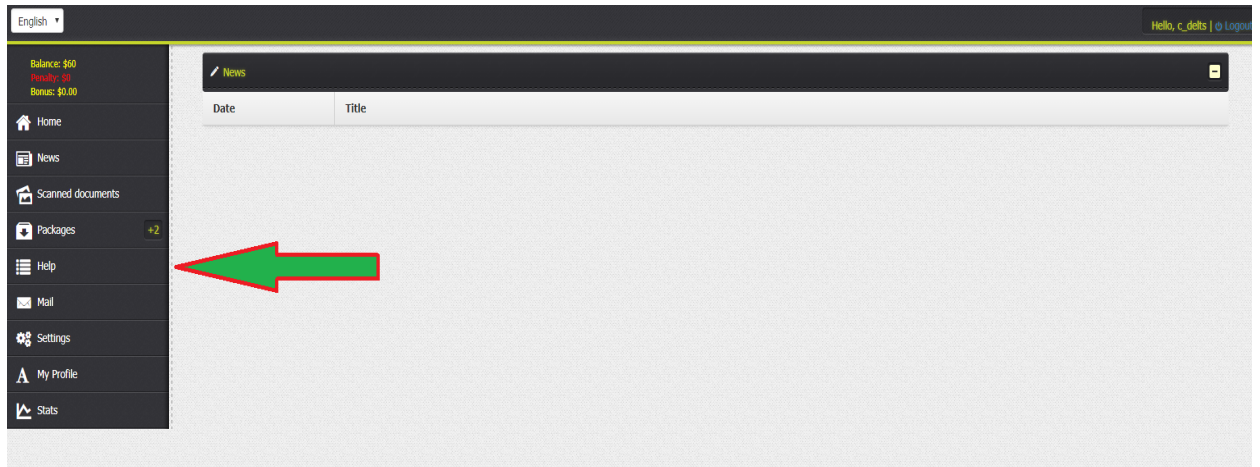 English
Hello, c_delts | Logout
Balance: $60
Penalty: $0
Bonus: $0.00
News
Date Title
Home
News
Scanned documents
Packages +2
Help
Mail
Settings
My Profile
Stats